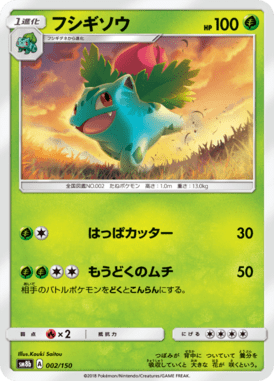 1進化
フシギソウ
HP 100
フシギダネから進化
全国図鑑NO.002 たねポケモン 高さ：1.0m 重さ：13.0kg
はっぱカッター 30
もうどくのムチ 50
相手のバトルポケモンをどくとこんらんにする。
弱点 ×2 抵抗力 にげる
Illus.Kouki Saitou
sm8b A 002/150
つぼみが 背中に ついていて 養分を
吸収していくと 大きな 花が 咲くという。
©2018 Pokémon/Nintendo/Creatures/GAME FREAK.